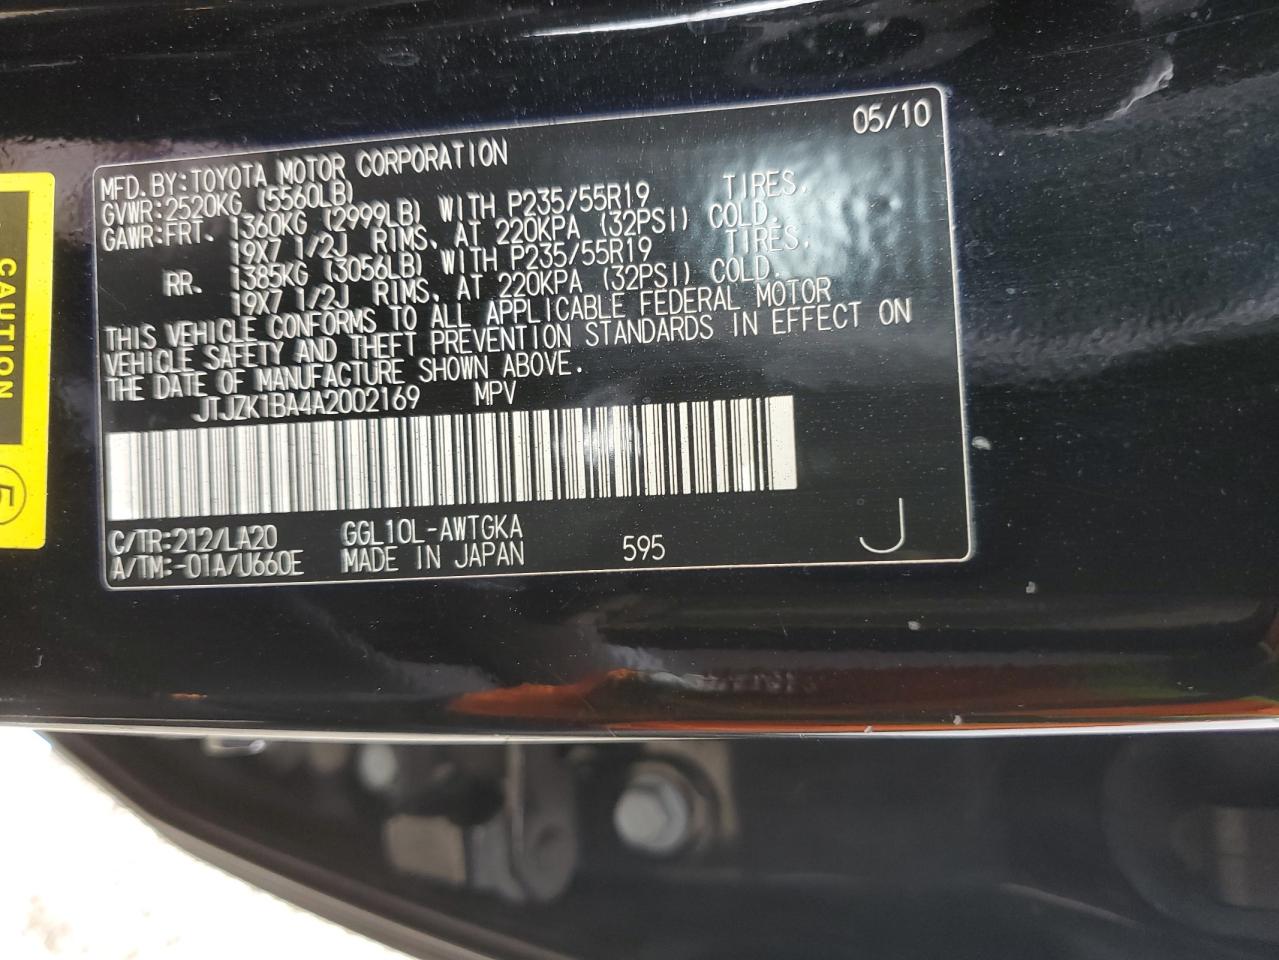 05/10
MFD.BY:TOYOTA MOTOR CORPORATION
GVWR:2520KG (5560LB)
GAWR:FRT. 1360KG (2999LB) WITH P235/55R19 TIRES,
19X7 1/2J RIMS, AT 220KPA (32PSI) COLD.
RR. 1385KG (3056LB) WITH P235/55R19 TIRES,
19X7 1/2J RIMS, AT 220KPA (32PSI) COLD.
THIS VEHICLE CONFORMS TO ALL APPLICABLE FEDERAL MOTOR
VEHICLE SAFETY AND THEFT PREVENTION STANDARDS IN EFFECT ON
THE DATE OF MANUFACTURE SHOWN ABOVE.
JTJZK1BA4A2002169 MPV
C/TR:212/LA20 GGL10L-AWTGKA
A/TM:-01A/U660E MADE IN JAPAN 595 J
CAUTION
5